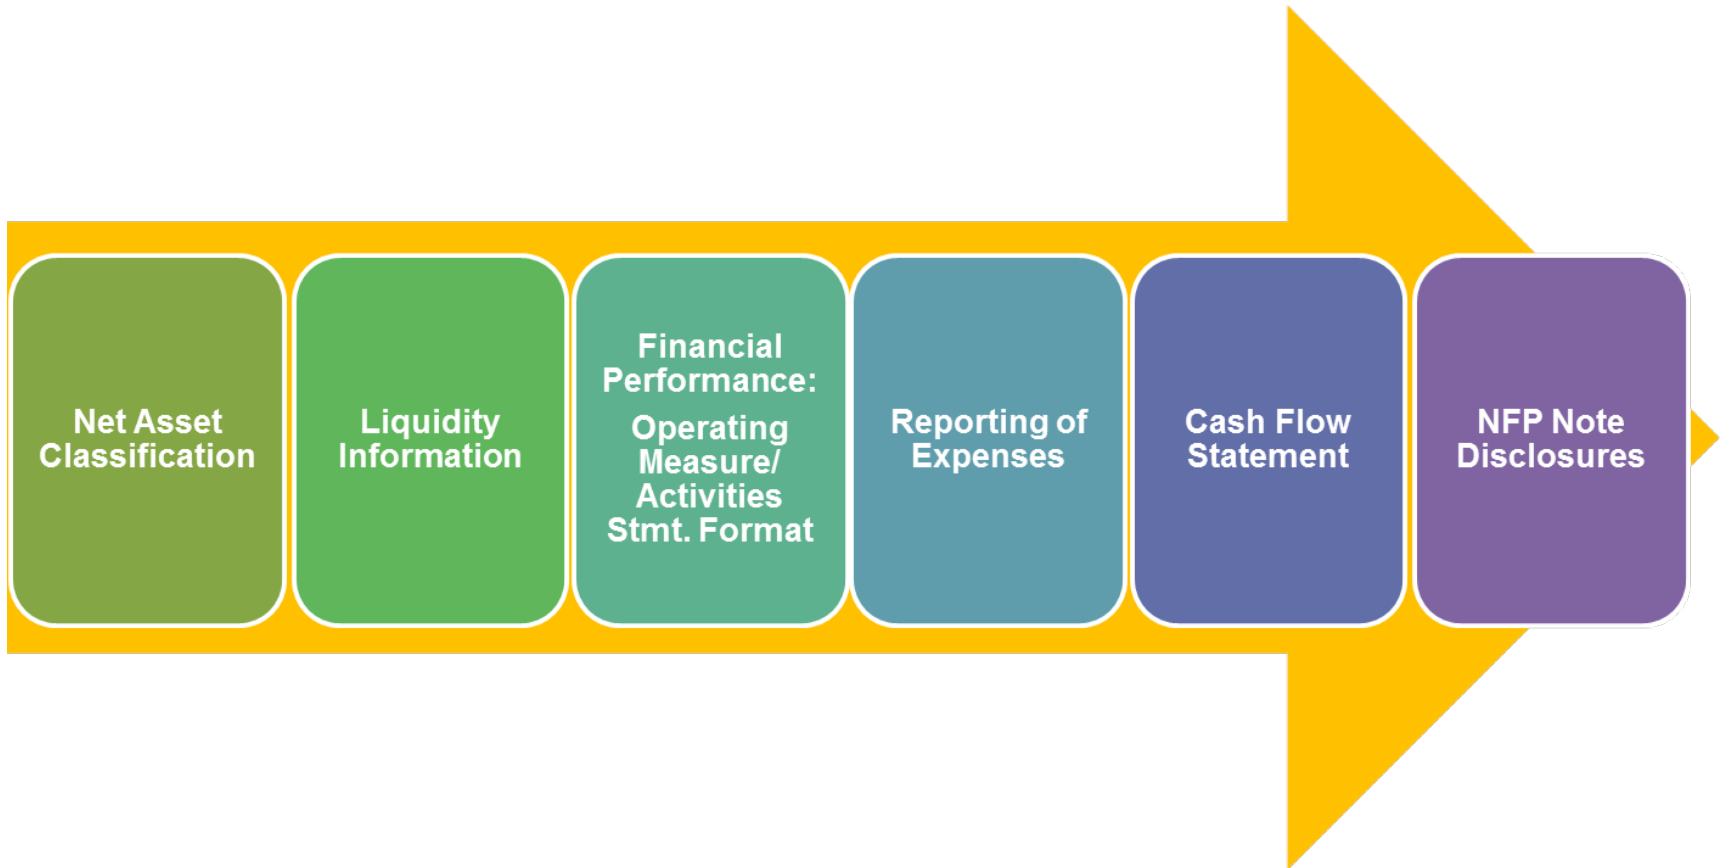 Net Asset
Classification
Liquidity
Information
Financial
Performance:
Operating
Measure/
Activities
Stmt. Format
Reporting of
Expenses
Cash Flow
Statement
NFP Note
Disclosures